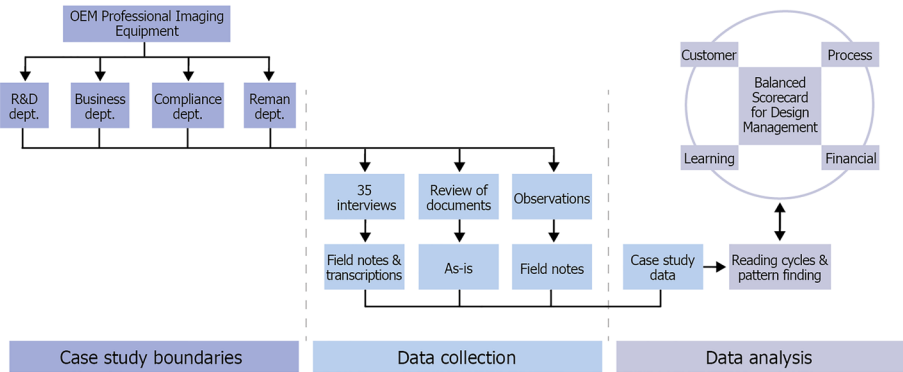 OEM Professional Imaging
Equipment
R&D
dept.
Business
dept.
Compliance
dept.
Reman
dept.
35
interviews
Review of
documents
Observations
Field notes &
transcriptions
As-is
Field notes
Case study
data
Reading cycles &
pattern finding
Customer
Process
Balanced
Scorecard
for Design
Management
Learning
Financial
Case study boundaries
Data collection
Data analysis